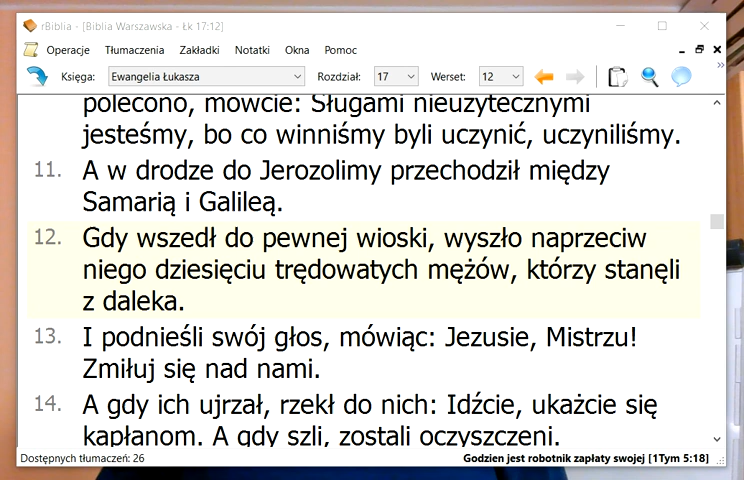 rBiblia - [Biblia Warszawska - Łk 17:12]
Operacje Tłumaczenia Zakładki Notatki Okna Pomoc
Księga: Ewangelia Łukasza Rozdział: 17 Werset: 12
polecono, mówcie: Sługami nieużytecznymi
jesteśmy, bo co winniśmy byli uczynić, uczyniliśmy.
11. A w drodze do Jerozolimy przechodził między
Samarią i Galileą.
12. Gdy wszedł do pewnej wioski, wyszło naprzeciw
niego dziesięciu trędowatych mężów, którzy stanęli
z daleka.
13. I podnieśli swój głos, mówiąc: Jezusie, Mistrzu!
Zmiłuj się nad nami.
14. A gdy ich ujrzał, rzekł do nich: Idźcie, ukażcie się
kapłanom. A gdy szli, zostali oczyszczeni.
Dostępnych tłumaczeń: 26 Godzien jest robotnik zapłaty swojej [1Tym 5:18]